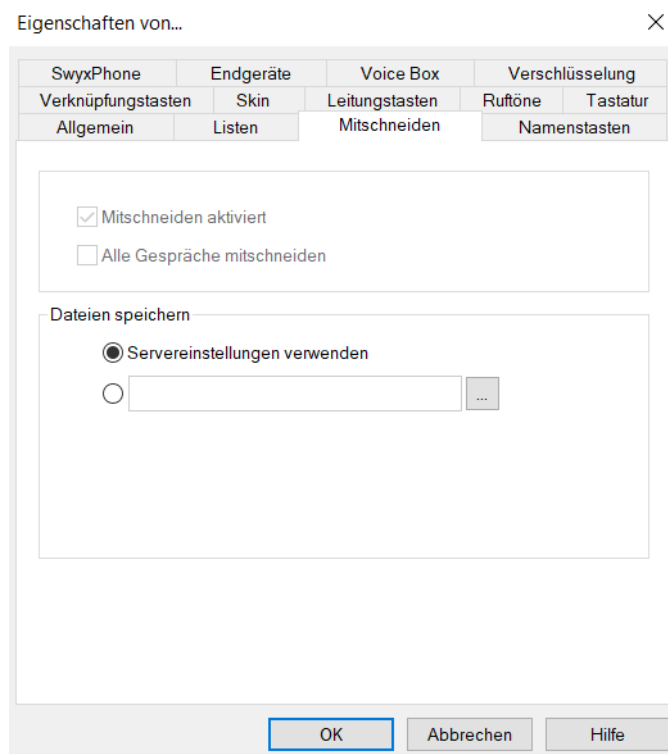 Eigenschaften von...
SwyxPhone Endgeräte Voice Box Verschlüsselung
Verknüpfungstasten Skin Leitungstasten Ruftöne Tastatur
Allgemein Listen Mitschneiden Namenstasten
Mitschneiden aktiviert
Alle Gespräche mitschneiden
Dateien speichern
Servereinstellungen verwenden
...
OK Abbrechen Hilfe